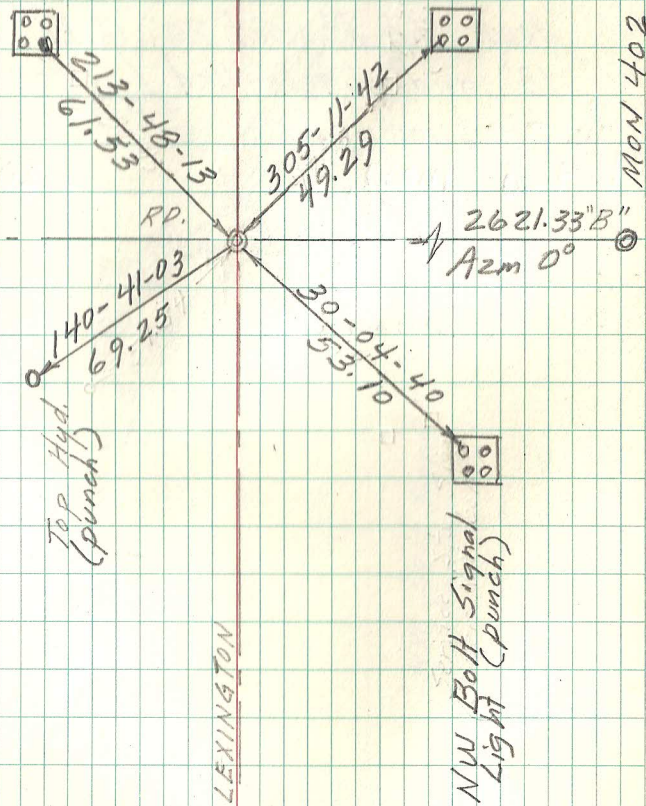 213-48-13
61.53
305-11-42
49.29
MON 402
RD.
2621.33"B"
Azm 0°
140-41-03
69.25
30-04-40
53.10
Top Hyd.
(punch)
LEXINGTON
NW Bolt Signal
Light (punch)